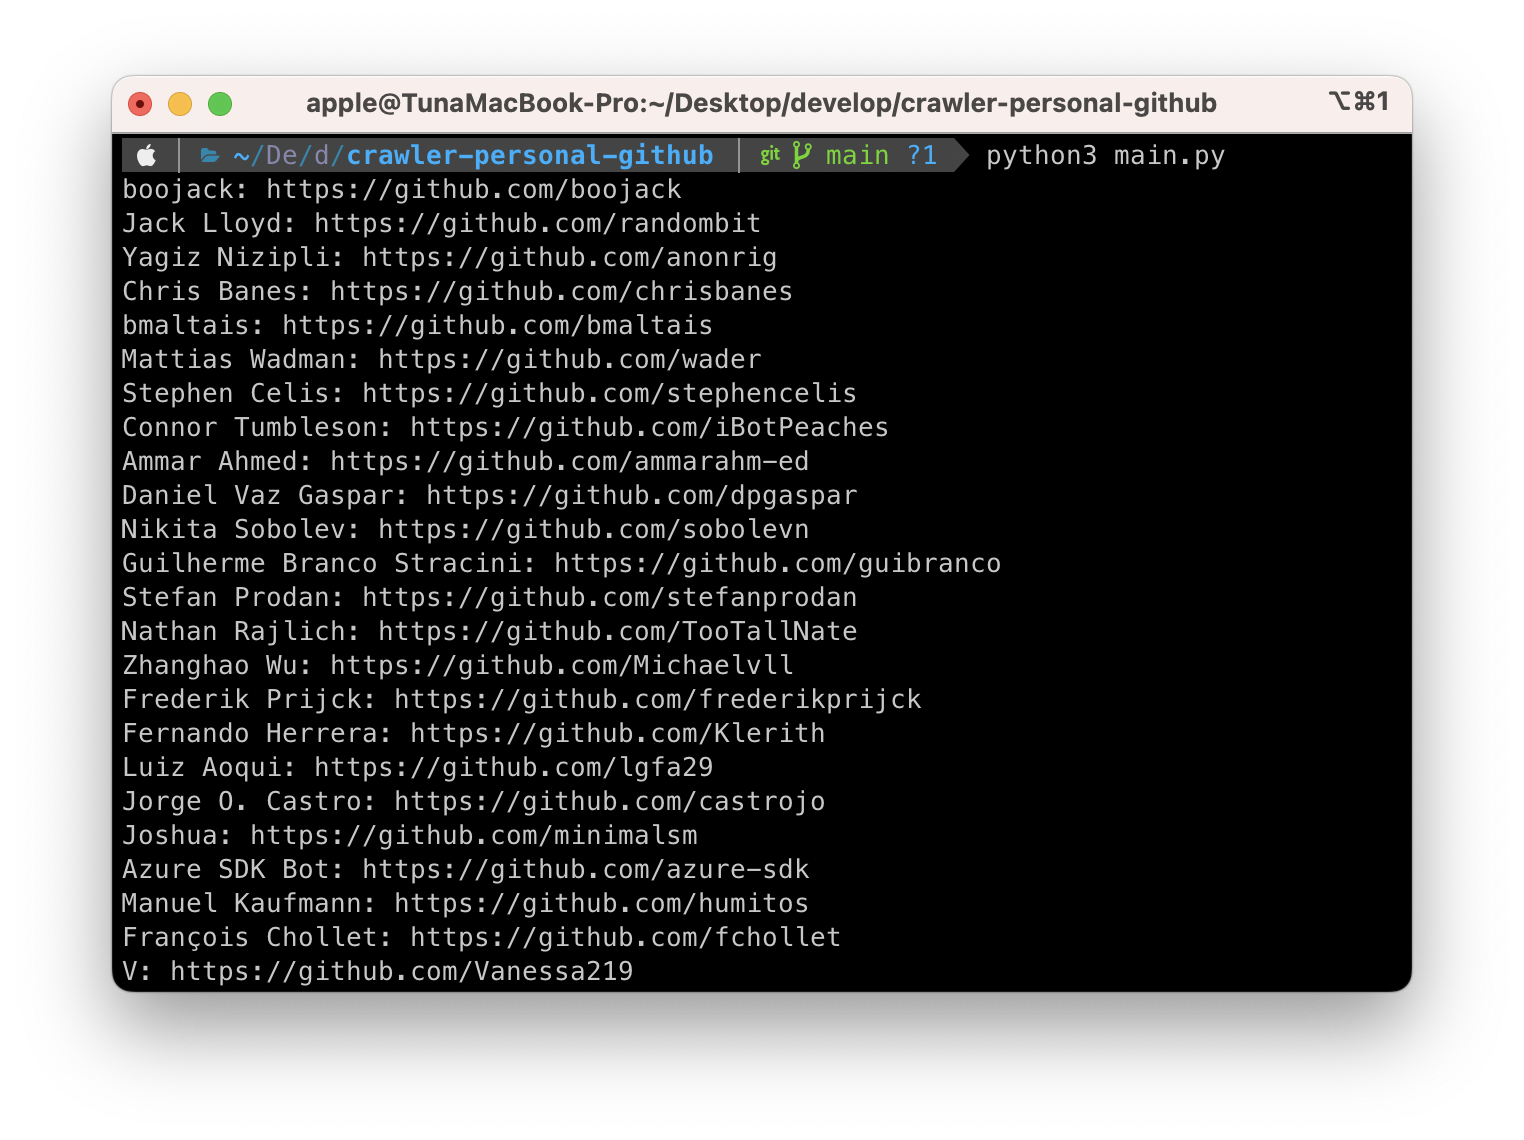 apple@TunaMacBook-Pro:~/Desktop/develop/crawler-personal-github ⌥⌘1
~/De/d/crawler-personal-github git main ?1 python3 main.py
boojack: https://github.com/boojack
Jack Lloyd: https://github.com/randombit
Yagiz Nizipli: https://github.com/anonrig
Chris Banes: https://github.com/chrisbanes
bmaltais: https://github.com/bmaltais
Mattias Wadman: https://github.com/wader
Stephen Celis: https://github.com/stephencelis
Connor Tumbleson: https://github.com/iBotPeaches
Ammar Ahmed: https://github.com/ammarahm-ed
Daniel Vaz Gaspar: https://github.com/dpgaspar
Nikita Sobolev: https://github.com/sobolevn
Guilherme Branco Stracini: https://github.com/guibranco
Stefan Prodan: https://github.com/stefanprodan
Nathan Rajlich: https://github.com/TooTallNate
Zhanghao Wu: https://github.com/Michaelvll
Frederik Prijck: https://github.com/frederikprijck
Fernando Herrera: https://github.com/Klerith
Luiz Aoqui: https://github.com/lgfa29
Jorge O. Castro: https://github.com/castrojo
Joshua: https://github.com/minimalsm
Azure SDK Bot: https://github.com/azure-sdk
Manuel Kaufmann: https://github.com/humitos
François Chollet: https://github.com/fchollet
V: https://github.com/Vanessa219